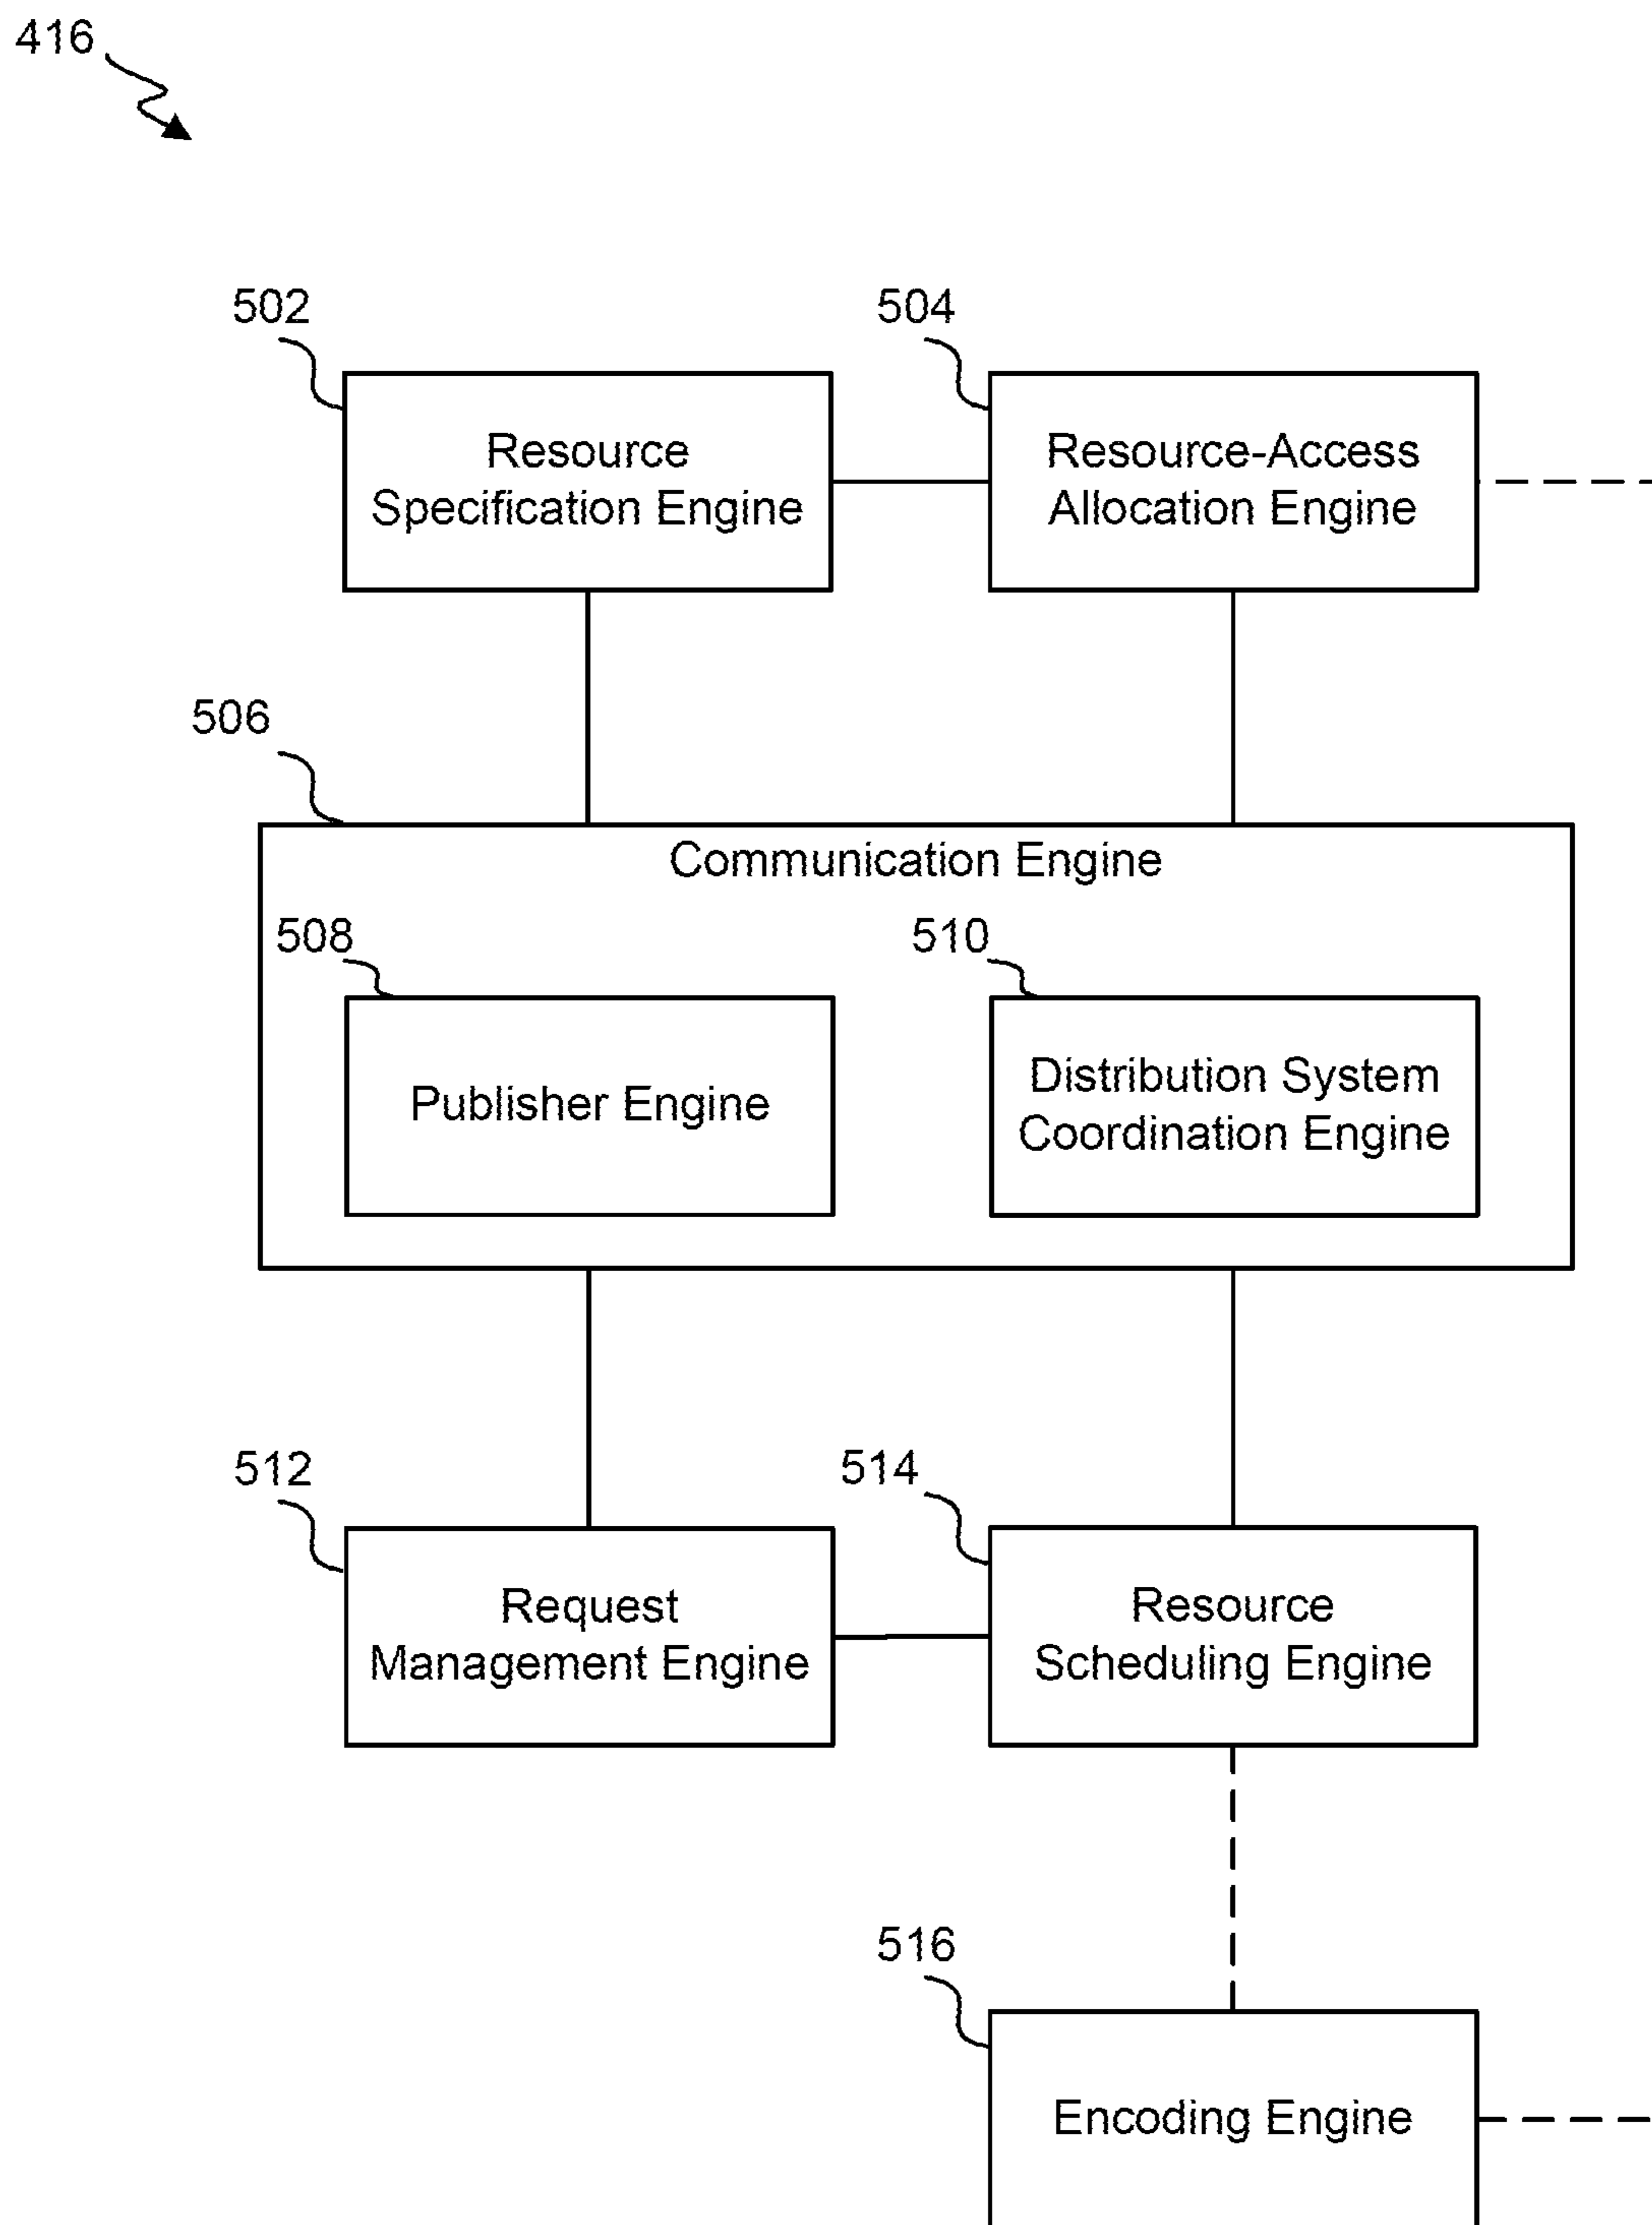 416
502
504
Resource
Specification Engine
Resource-Access
Allocation Engine
506
Communication Engine
508
510
Publisher Engine
Distribution System
Coordination Engine
512
514
Request
Management Engine
Resource
Scheduling Engine
516
Encoding Engine